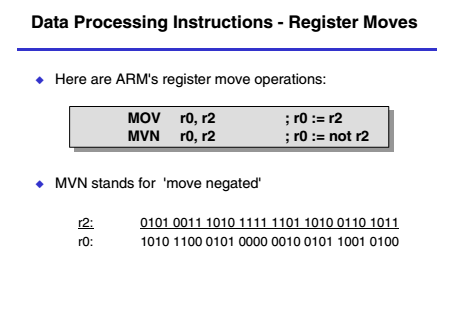 Data Processing Instructions - Register Moves
Here are ARM's register move operations:
MOV r0, r2 ; r0 := r2
MVN r0, r2 ; r0 := not r2
MVN stands for 'move negated'
r2: 0101 0011 1010 1111 1101 1010 0110 1011
r0: 1010 1100 0101 0000 0010 0101 1001 0100